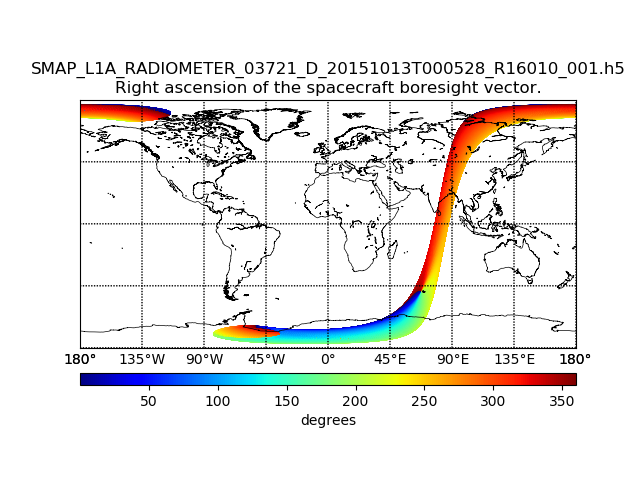 SMAP_L1A_RADIOMETER_03721_D_20151013T000528_R16010_001.h5
Right ascension of the spacecraft boresight vector.
180° 135°W 90°W 45°W 0° 45°E 90°E 135°E 180°
50 100 150 200 250 300 350
degrees